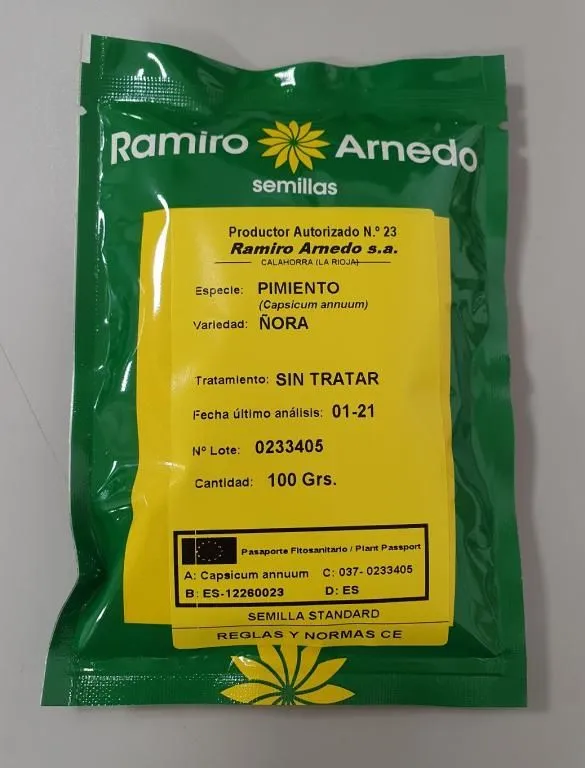 Ramiro Arnedo
semillas
Productor Autorizado N.º 23
Ramiro Arnedo s.a.
CALAHORRA (LA RIOJA)
Especie: PIMIENTO
(Capsicum annuum)
Variedad: ÑORA
Tratamiento: SIN TRATAR
Fecha último análisis: 01-21
Nº Lote: 0233405
Cantidad: 100 Grs.
Pasaporte Fitosanitario / Plant Passport
A: Capsicum annuum C: 037- 0233405
B: ES-12260023 D: ES
SEMILLA STANDARD
REGLAS Y NORMAS CE